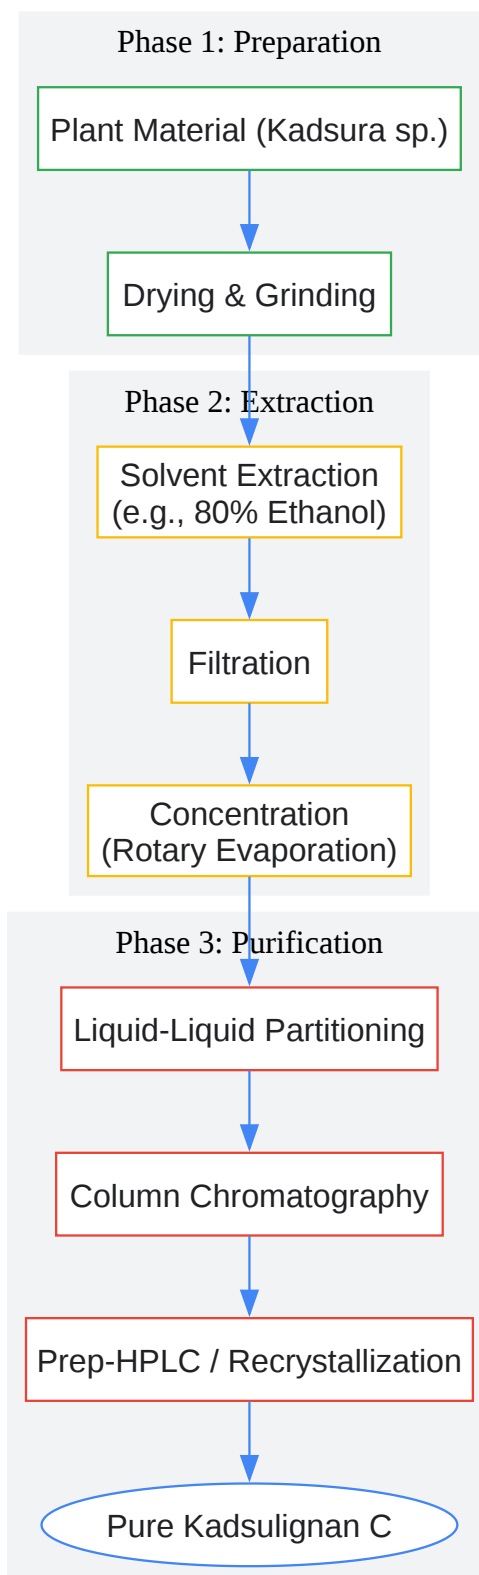 Phase 1: Preparation
Plant Material (Kadsura sp.)
Drying & Grinding
Phase 2: Extraction
Solvent Extraction
(e.g., 80% Ethanol)
Filtration
Concentration
(Rotary Evaporation)
Phase 3: Purification
Liquid-Liquid Partitioning
Column Chromatography
Prep-HPLC / Recrystallization
Pure Kadsulignan C